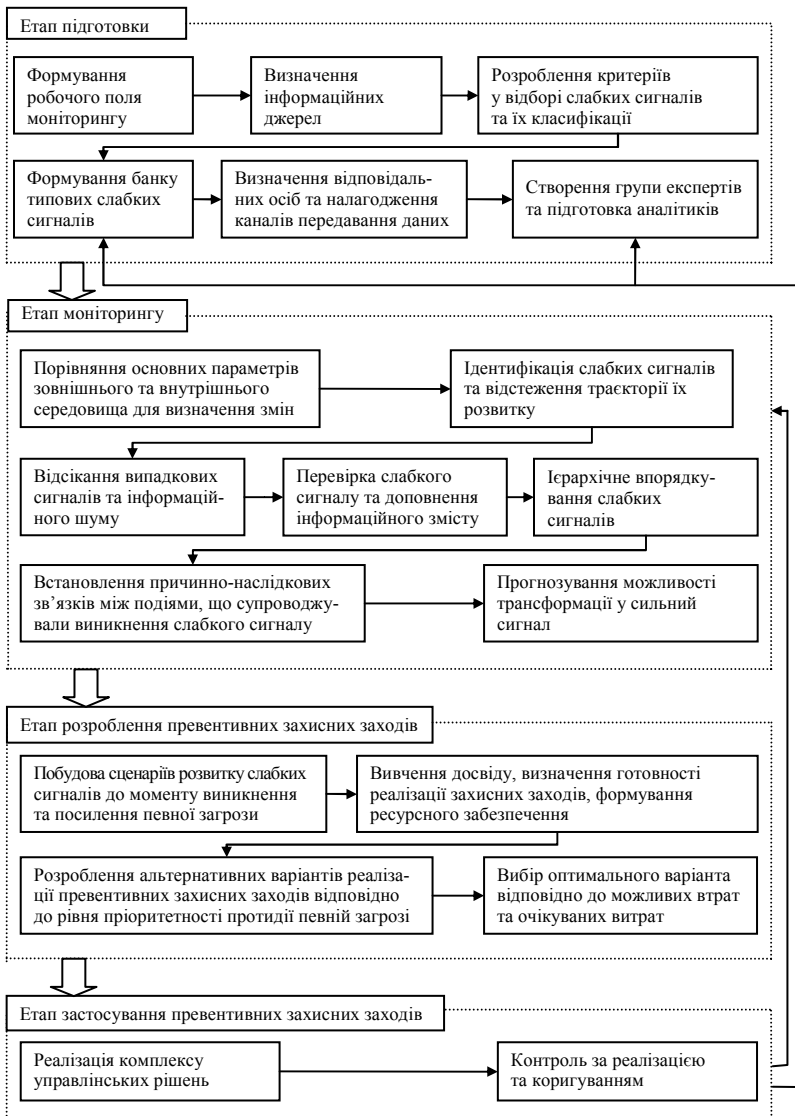 Етап підготовки
Формування
робочого поля
моніторингу
Визначення
інформаційних
джерел
Розроблення критеріїв
у відборі слабких сигналів
та їх класифікації
Формування банку
типових слабких
сигналів
Визначення відповідаль-
них осіб та налагодження
каналів передавання даних
Створення групи експертів
та підготовка аналітиків
Етап моніторингу
Порівняння основних параметрів
зовнішнього та внутрішнього
середовища для визначення змін
Ідентифікація слабких сигналів
та відстеження траєкторії їх
розвитку
Відсікання випадкових
сигналів та інформацій-
ного шуму
Перевірка слабкого
сигналу та доповнення
інформаційного змісту
Ієрархічне впорядку-
вання слабких
сигналів
Встановлення причинно-наслідкових
зв’язків між подіями, що супроводжу-
вали виникнення слабкого сигналу
Прогнозування можливості
трансформації у сильний
сигнал
Етап розроблення превентивних захисних заходів
Побудова сценаріїв розвитку слабких
сигналів до моменту виникнення
та посилення певної загрози
Вивчення досвіду, визначення готовності
реалізації захисних заходів, формування
ресурсного забезпечення
Розроблення альтернативних варіантів реаліза-
ції превентивних захисних заходів відповідно
до рівня пріоритетності протидії певній загрозі
Вибір оптимального варіанта
відповідно до можливих втрат
та очікуваних витрат
Етап застосування превентивних захисних заходів
Реалізація комплексу
управлінських рішень
Контроль за реалізацією
та коригуванням